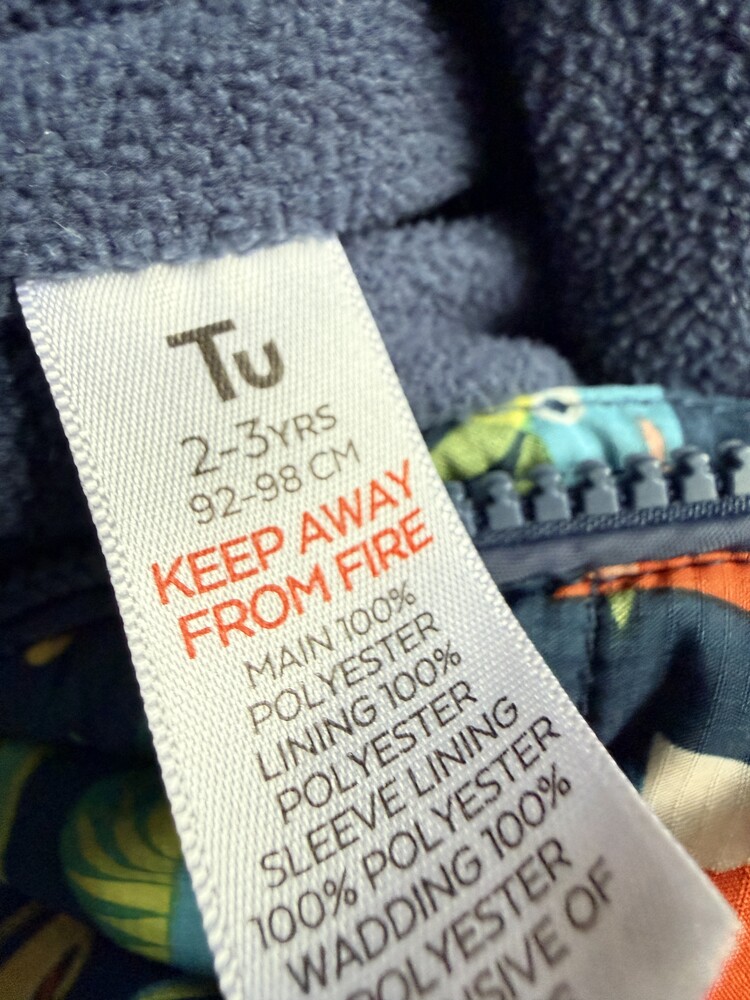 Tu
2-3YRS
92-98 CM
KEEP AWAY
FROM FIRE
MAIN 100%
POLYESTER
LINING 100%
POLYESTER
SLEEVE LINING
100% POLYESTER
WADDING 100%
POLYESTER
OF